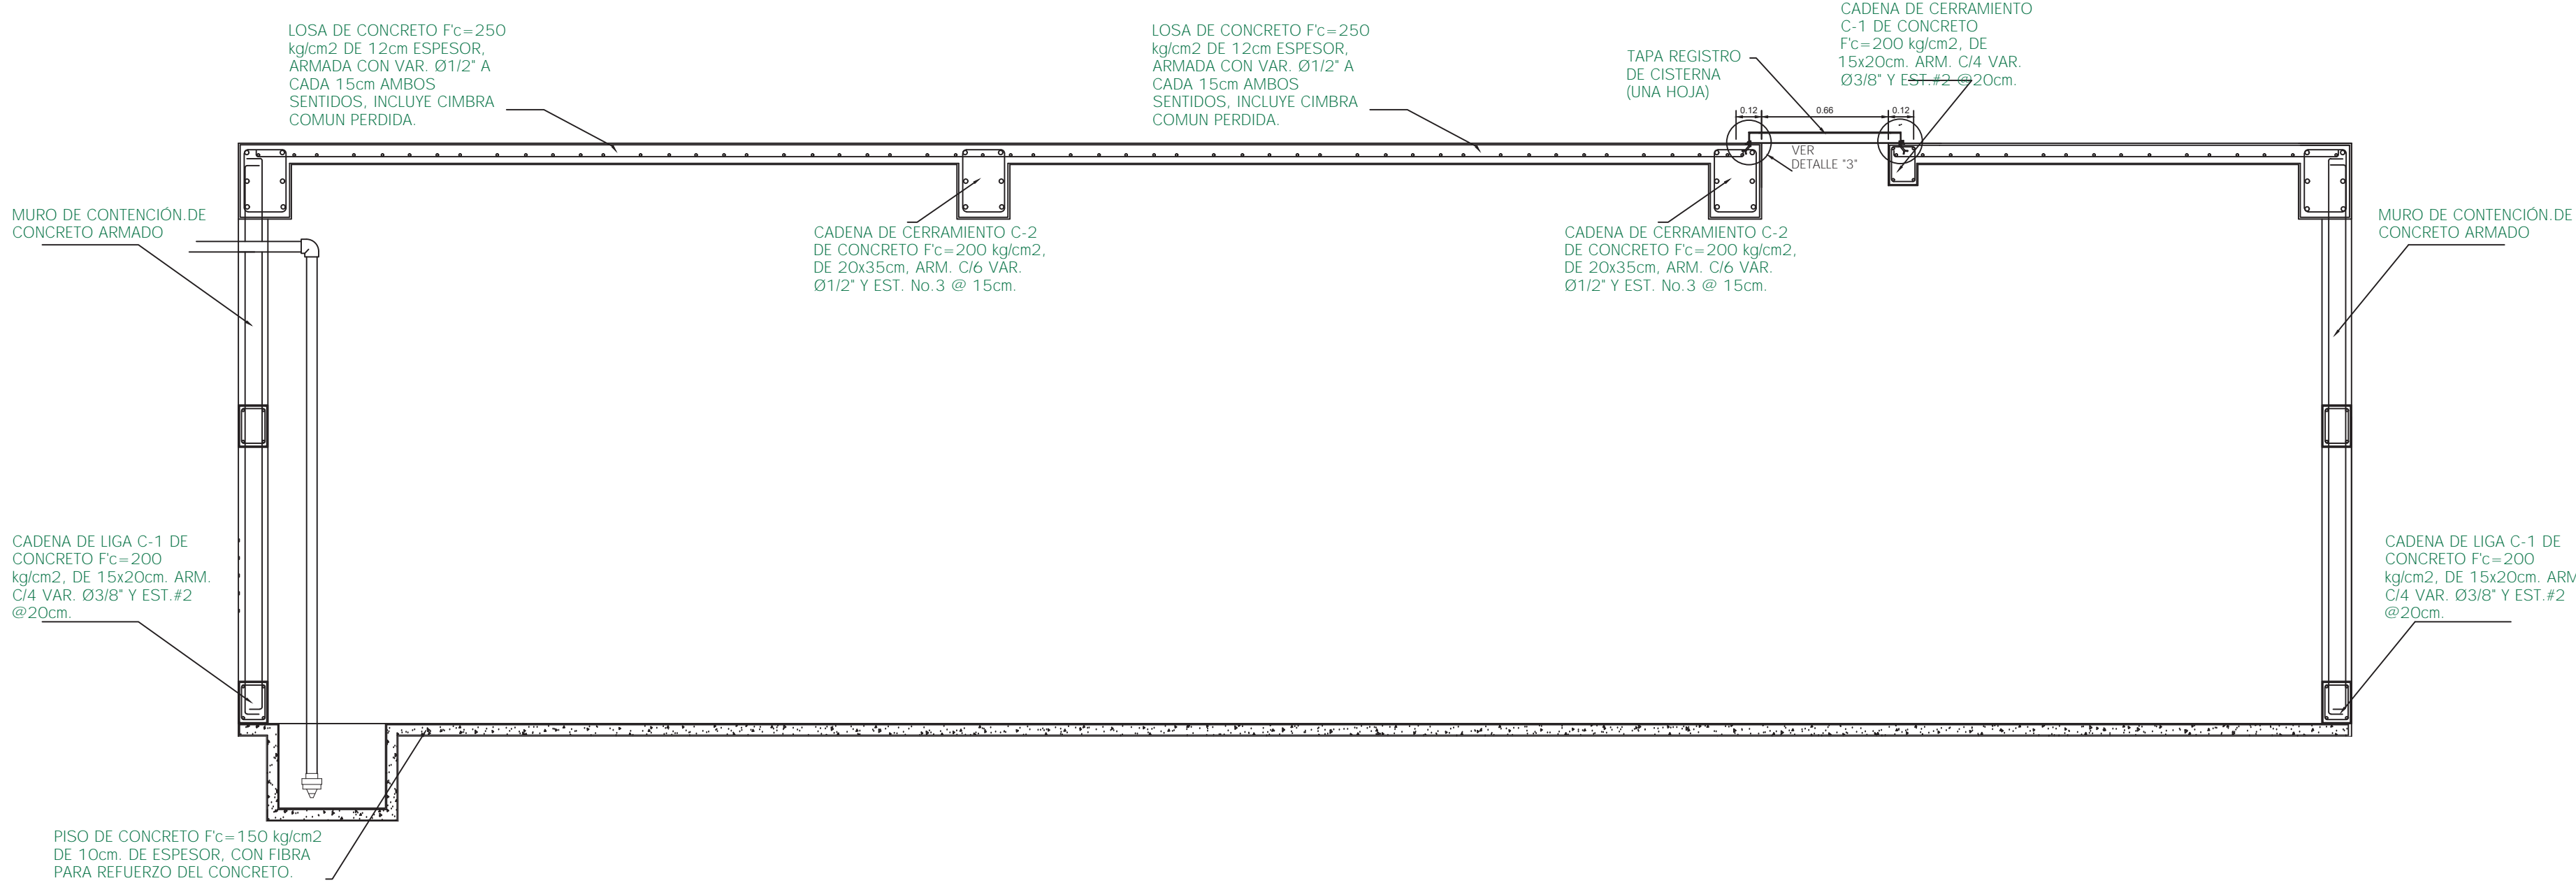 LOSA DE CONCRETO F'c=250
kg/cm2 DE 12cm ESPESOR,
ARMADA CON VAR. Ø1/2" A
CADA 15cm AMBOS
SENTIDOS, INCLUYE CIMBRA
COMUN PERDIDA.
LOSA DE CONCRETO F'c=250
kg/cm2 DE 12cm ESPESOR,
ARMADA CON VAR. Ø1/2" A
CADA 15cm AMBOS
SENTIDOS, INCLUYE CIMBRA
COMUN PERDIDA.
TAPA REGISTRO
DE CISTERNA
(UNA HOJA)
CADENA DE CERRAMIENTO
C-1 DE CONCRETO
F'c=200 kg/cm2, DE
15x20cm. ARM. C/4 VAR.
Ø3/8" Y EST.#2 @20cm.
0.12
0.66
0.12
VER
DETALLE "3"
MURO DE CONTENCIÓN.DE
CONCRETO ARMADO
CADENA DE CERRAMIENTO C-2
DE CONCRETO F'c=200 kg/cm2,
DE 20x35cm, ARM. C/6 VAR.
Ø1/2" Y EST. No.3 @ 15cm.
CADENA DE CERRAMIENTO C-2
DE CONCRETO F'c=200 kg/cm2,
DE 20x35cm, ARM. C/6 VAR.
Ø1/2" Y EST. No.3 @ 15cm.
MURO DE CONTENCIÓN.DE
CONCRETO ARMADO
CADENA DE LIGA C-1 DE
CONCRETO F'c=200
kg/cm2, DE 15x20cm. ARM.
C/4 VAR. Ø3/8" Y EST.#2
@20cm.
CADENA DE LIGA C-1 DE
CONCRETO F'c=200
kg/cm2, DE 15x20cm. ARM
C/4 VAR. Ø3/8" Y EST.#2
@20cm.
PISO DE CONCRETO F'c=150 kg/cm2
DE 10cm. DE ESPESOR, CON FIBRA
PARA REFUERZO DEL CONCRETO.